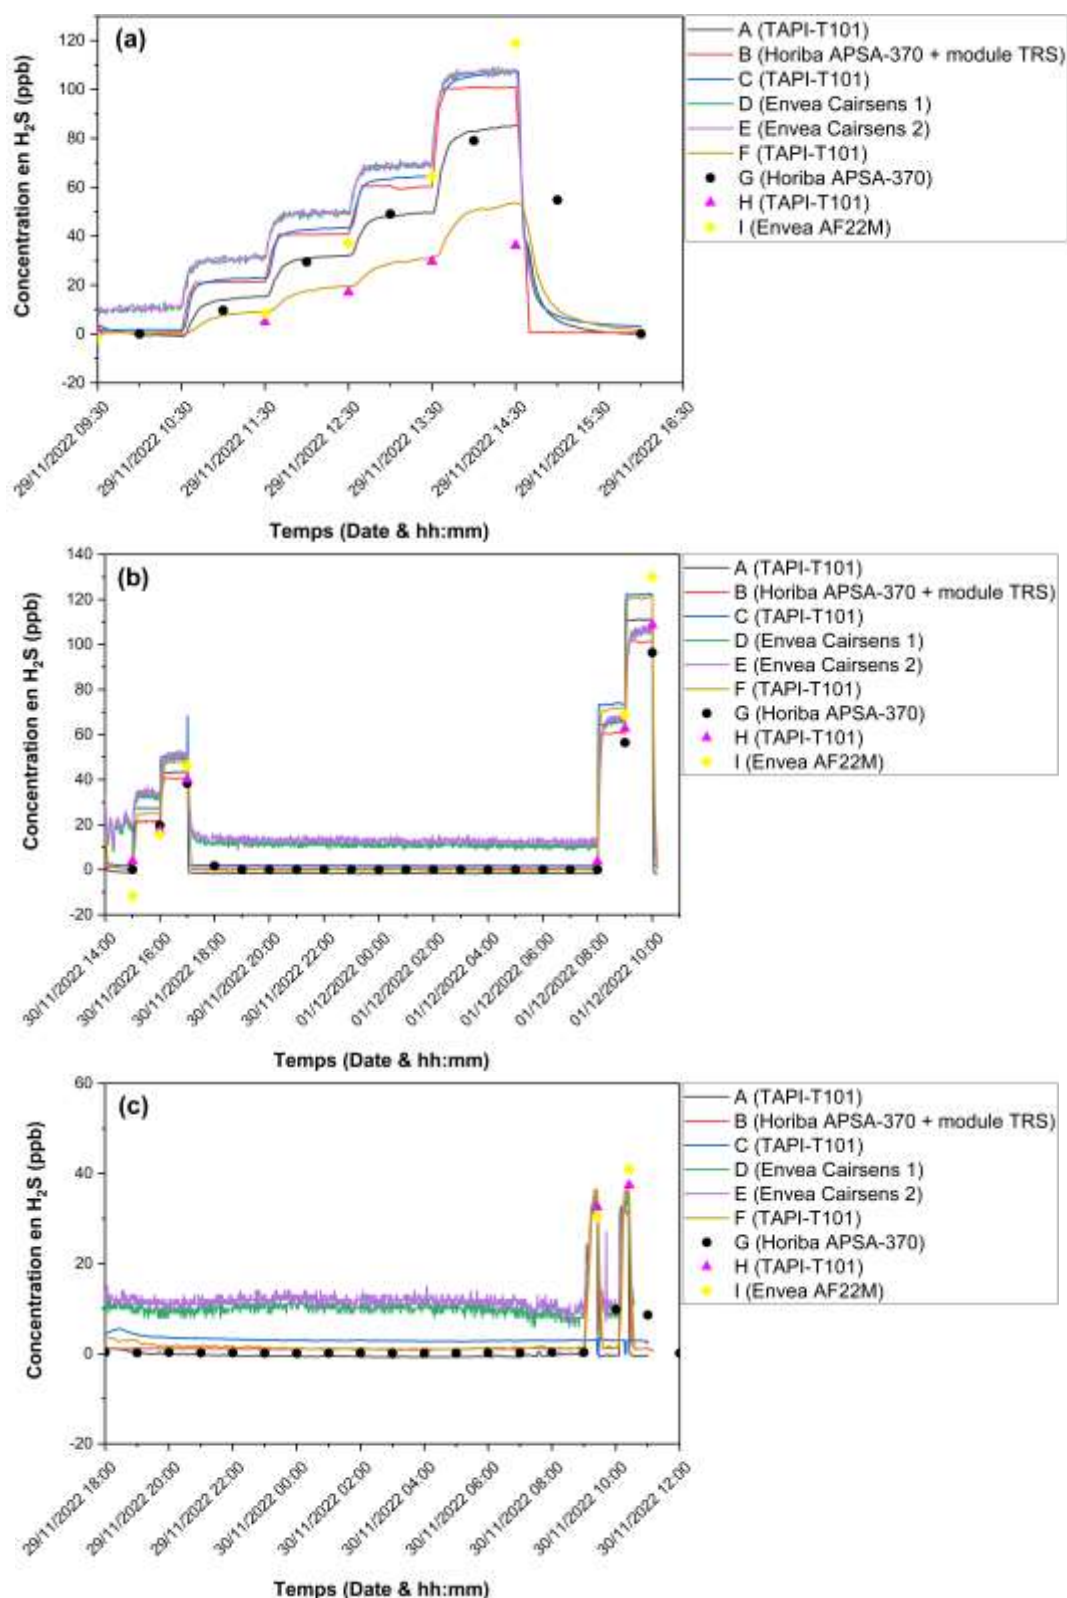 (a)
Concentration en H2S (ppb)
120
100
80
60
40
20
0
-20
29/11/2022 09:30
29/11/2022 10:30
29/11/2022 11:30
29/11/2022 12:30
29/11/2022 13:30
29/11/2022 14:30
29/11/2022 15:30
29/11/2022 16:30
Temps (Date & hh:mm)
A (TAPI-T101)
B (Horiba APSA-370 + module TRS)
C (TAPI-T101)
D (Envea Cairsens 1)
E (Envea Cairsens 2)
F (TAPI-T101)
G (Horiba APSA-370)
H (TAPI-T101)
I (Envea AF22M)
(b)
Concentration en H2S (ppb)
140
120
100
80
60
40
20
0
-20
30/11/2022 14:00
30/11/2022 16:00
30/11/2022 18:00
30/11/2022 20:00
30/11/2022 22:00
01/12/2022 00:00
01/12/2022 02:00
01/12/2022 04:00
01/12/2022 06:00
01/12/2022 08:00
01/12/2022 10:00
Temps (Date & hh:mm)
A (TAPI-T101)
B (Horiba APSA-370 + module TRS)
C (TAPI-T101)
D (Envea Cairsens 1)
E (Envea Cairsens 2)
F (TAPI-T101)
G (Horiba APSA-370)
H (TAPI-T101)
I (Envea AF22M)
(c)
Concentration en H2S (ppb)
60
40
20
0
-20
29/11/2022 18:00
29/11/2022 20:00
29/11/2022 22:00
30/11/2022 00:00
30/11/2022 02:00
30/11/2022 04:00
30/11/2022 06:00
30/11/2022 08:00
30/11/2022 10:00
30/11/2022 12:00
Temps (Date & hh:mm)
A (TAPI-T101)
B (Horiba APSA-370 + module TRS)
C (TAPI-T101)
D (Envea Cairsens 1)
E (Envea Cairsens 2)
F (TAPI-T101)
G (Horiba APSA-370)
H (TAPI-T101)
I (Envea AF22M)